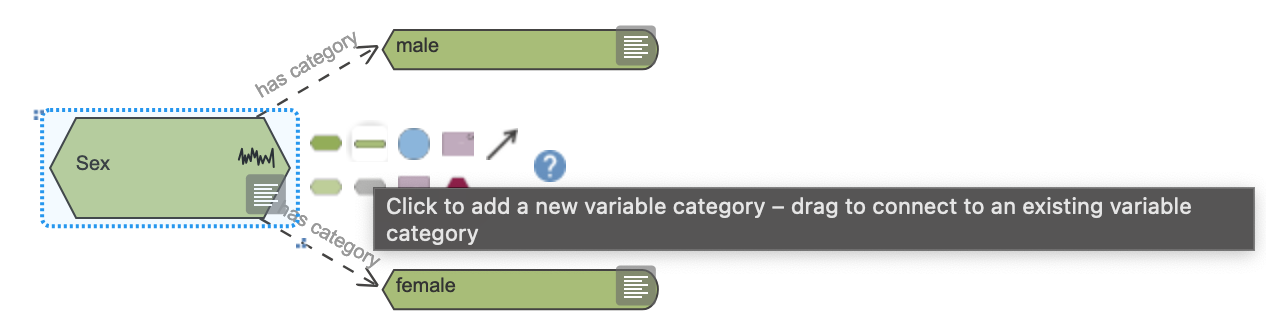 has category
male
Sex
?
Click to add a new variable category – drag to connect to an existing variable
category
has category
female